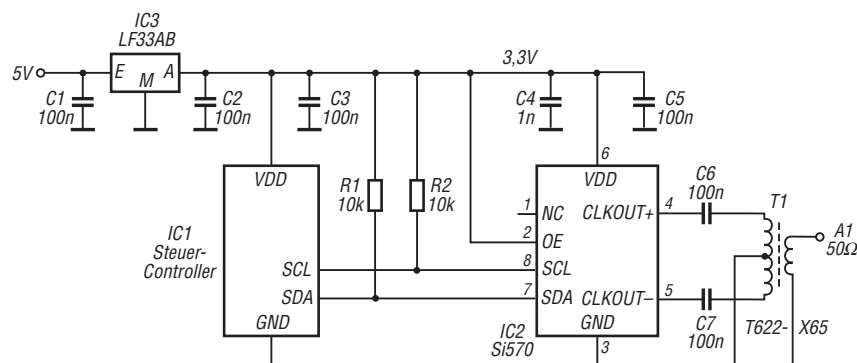 IC3
LF33AB
5V
E
M
A
3,3V
C1
100n
C2
100n
C3
100n
C4
1n
C5
100n
6
VDD
VDD
R1
10k
R2
10k
C6
100n
T1
1
NC
CLKOUT+
4
2
OE
A1
50Ω
IC1
Steuer-
Controller
SCL
8
SCL
SDA
7
SDA
CLKOUT–
5
GND
GND
C7
100n
T622-
X65
IC2
Si570
3